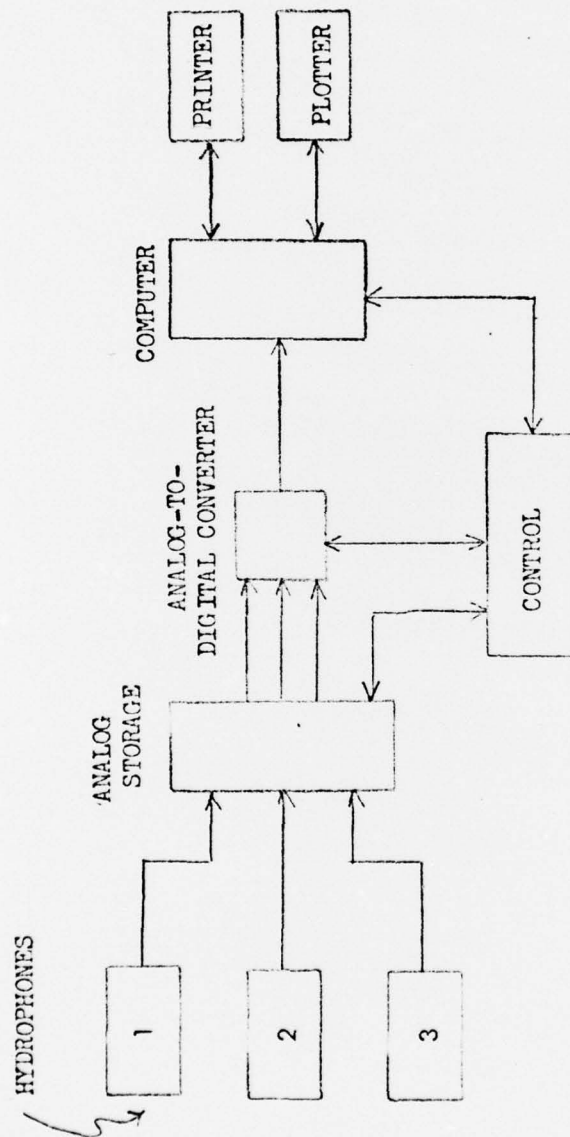 HYDROPHONES
1
2
3
ANALOG
STORAGE
ANALOG-TO-
DIGITAL CONVERTER
COMPUTER
PRINTER
PLOTTER
CONTROL